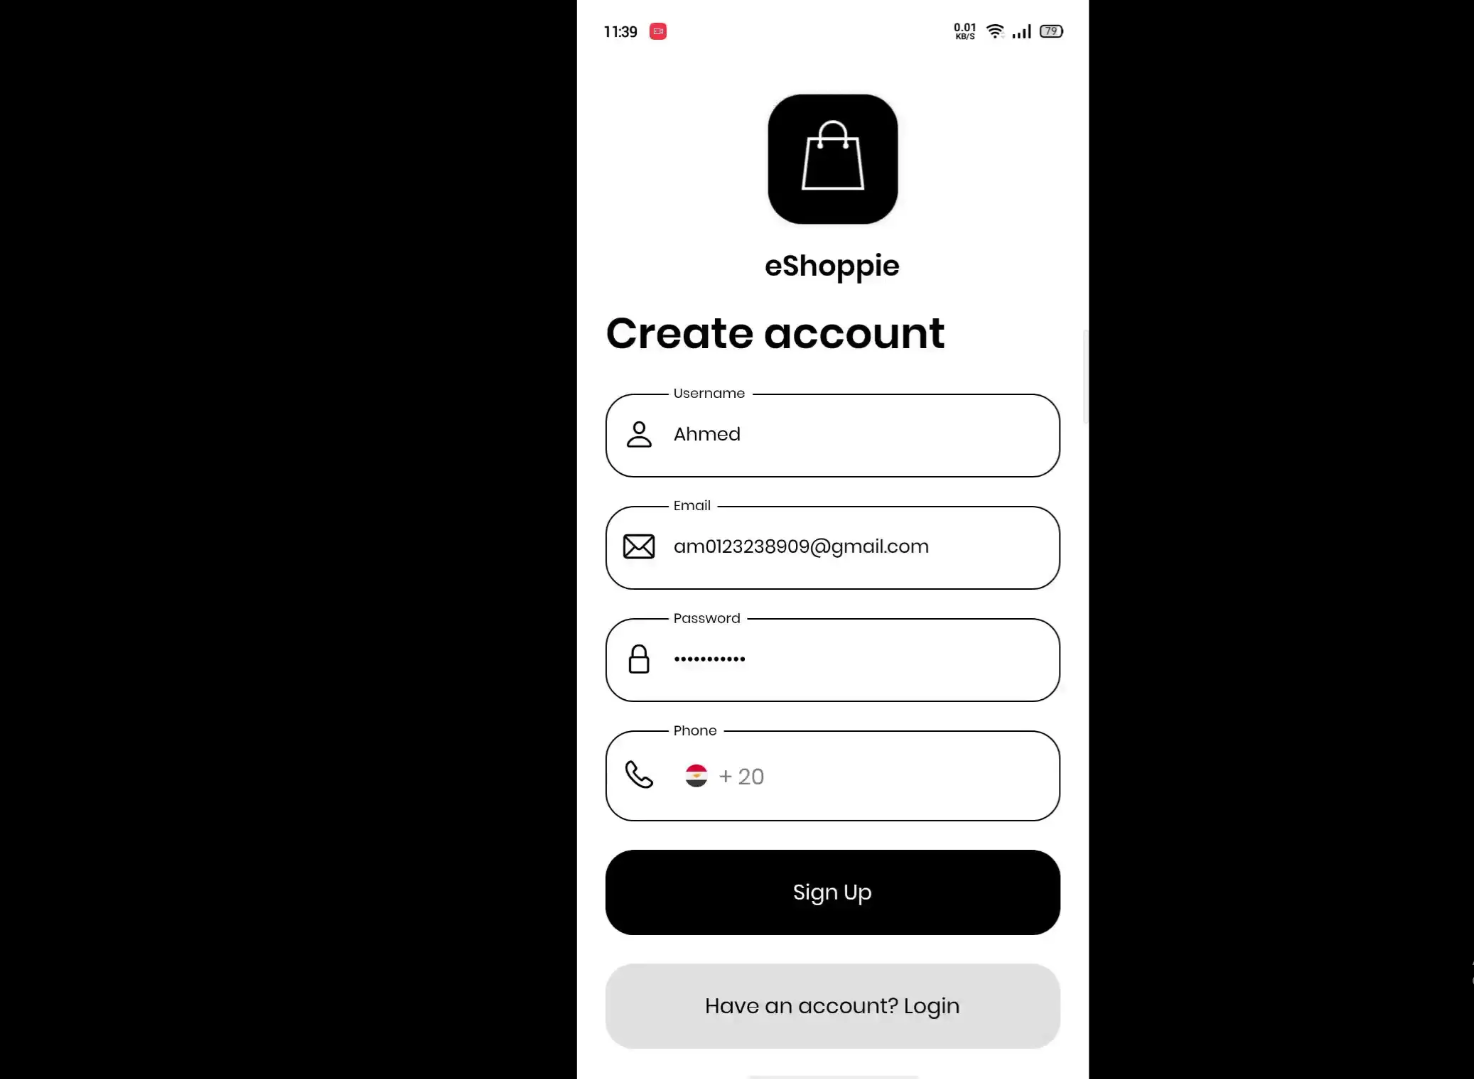 11:39
0.01
KB/S
79
eShoppie
Create account
Username
Ahmed
Email
am0123238909@gmail.com
Password
•••••••••••
Phone
+ 20
Sign Up
Have an account? Login